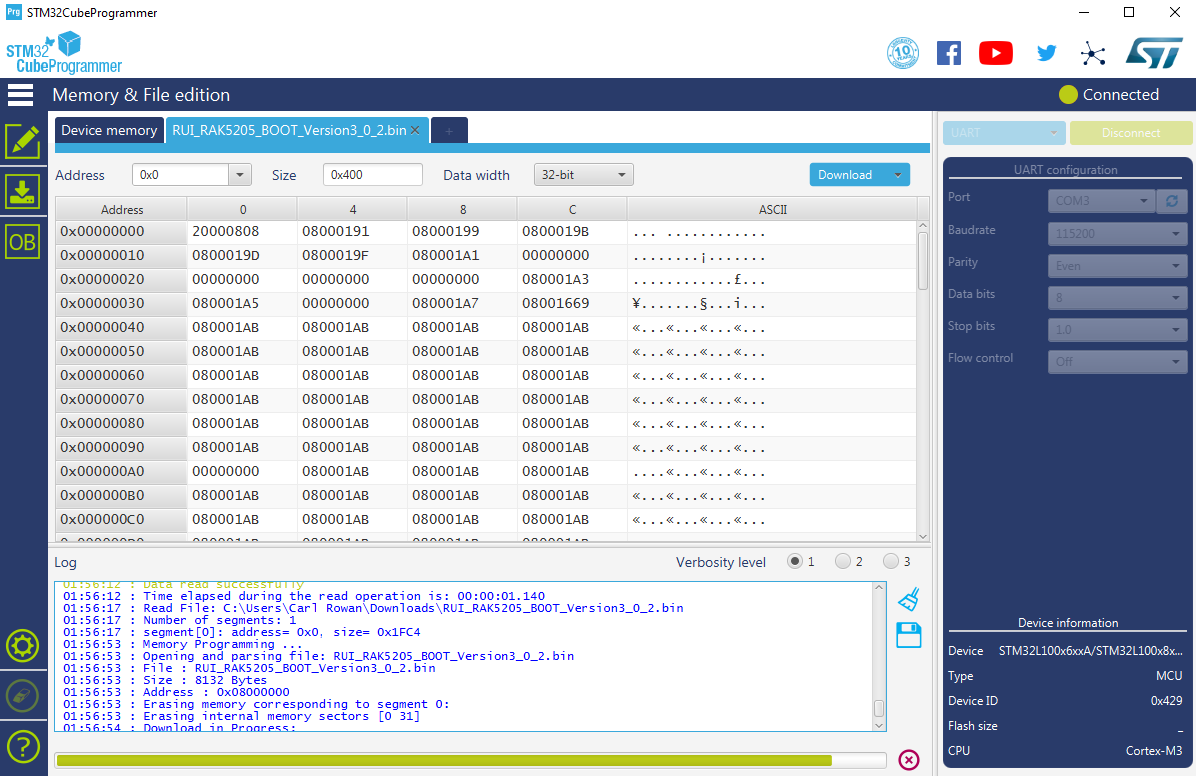 Prg STM32CubeProgrammer
STM32
CubeProgrammer
10
YEARS
ST
Memory & File edition
Connected
Device memory
RUI_RAK5205_BOOT_Version3_0_2.bin ×
+
UART
Disconnect
Address 0x0 Size 0x400 Data width 32-bit Download
Address 0 4 8 C ASCII
0x00000000 20000808 08000191 08000199 0800019B ... ............
0x00000010 0800019D 0800019F 080001A1 00000000 ........¡.......
0x00000020 00000000 00000000 00000000 080001A3 ............£...
0x00000030 080001A5 00000000 080001A7 08001669 ¥.......§...i...
0x00000040 080001AB 080001AB 080001AB 080001AB «...«...«...«...
0x00000050 080001AB 080001AB 080001AB 080001AB «...«...«...«...
0x00000060 080001AB 080001AB 080001AB 080001AB «...«...«...«...
0x00000070 080001AB 080001AB 080001AB 080001AB «...«...«...«...
0x00000080 080001AB 080001AB 080001AB 080001AB «...«...«...«...
0x00000090 080001AB 080001AB 080001AB 080001AB «...«...«...«...
0x000000A0 00000000 080001AB 080001AB 080001AB ....«...«...«...
0x000000B0 080001AB 080001AB 080001AB 080001AB «...«...«...«...
0x000000C0 080001AB 080001AB 080001AB 080001AB «...«...«...«...
0x000000D0 080001AB 080001AB 080001AB 080001AB
UART configuration
Port COM3
Baudrate 115200
Parity Even
Data bits 8
Stop bits 1.0
Flow control Off
Log
Verbosity level 1 2 3
01:56:12 : Data read successfully
01:56:12 : Time elapsed during the read operation is: 00:00:01.140
01:56:17 : Read File: C:\Users\Carl Rowan\Downloads\RUI_RAK5205_BOOT_Version3_0_2.bin
01:56:17 : Number of segments: 1
01:56:17 : segment[0]: address= 0x0, size= 0x1FC4
01:56:53 : Memory Programming ...
01:56:53 : Opening and parsing file: RUI_RAK5205_BOOT_Version3_0_2.bin
01:56:53 : File : RUI_RAK5205_BOOT_Version3_0_2.bin
01:56:53 : Size : 8132 Bytes
01:56:53 : Address : 0x08000000
01:56:53 : Erasing memory corresponding to segment 0:
01:56:53 : Erasing internal memory sectors [0 31]
01:56:54 : Download in Progress:
Device information
Device STM32L100x6xxA/STM32L100x8x...
Type MCU
Device ID 0x429
Flash size _
CPU Cortex-M3
OB
?